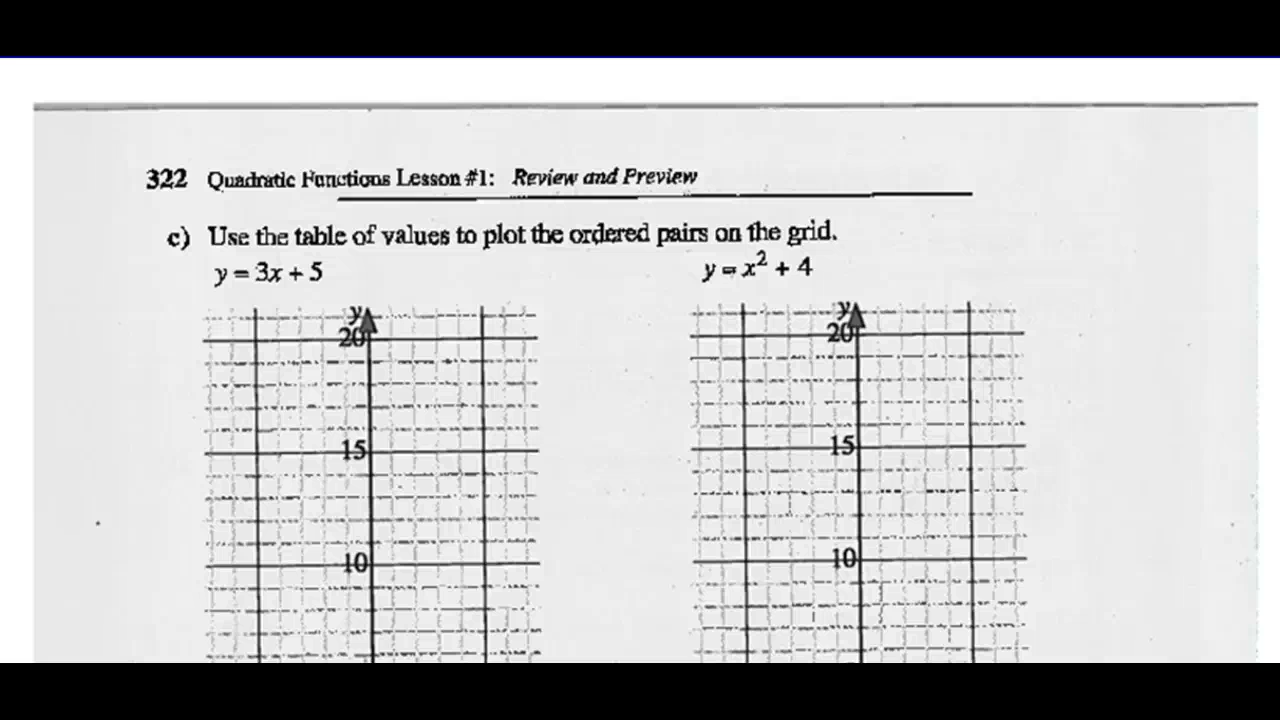 322 Quadratic Functions Lesson #1: Review and Preview
c) Use the table of values to plot the ordered pairs on the grid.
y = 3x + 5
y = x² + 4
y
20
15
10
y
20
15
10